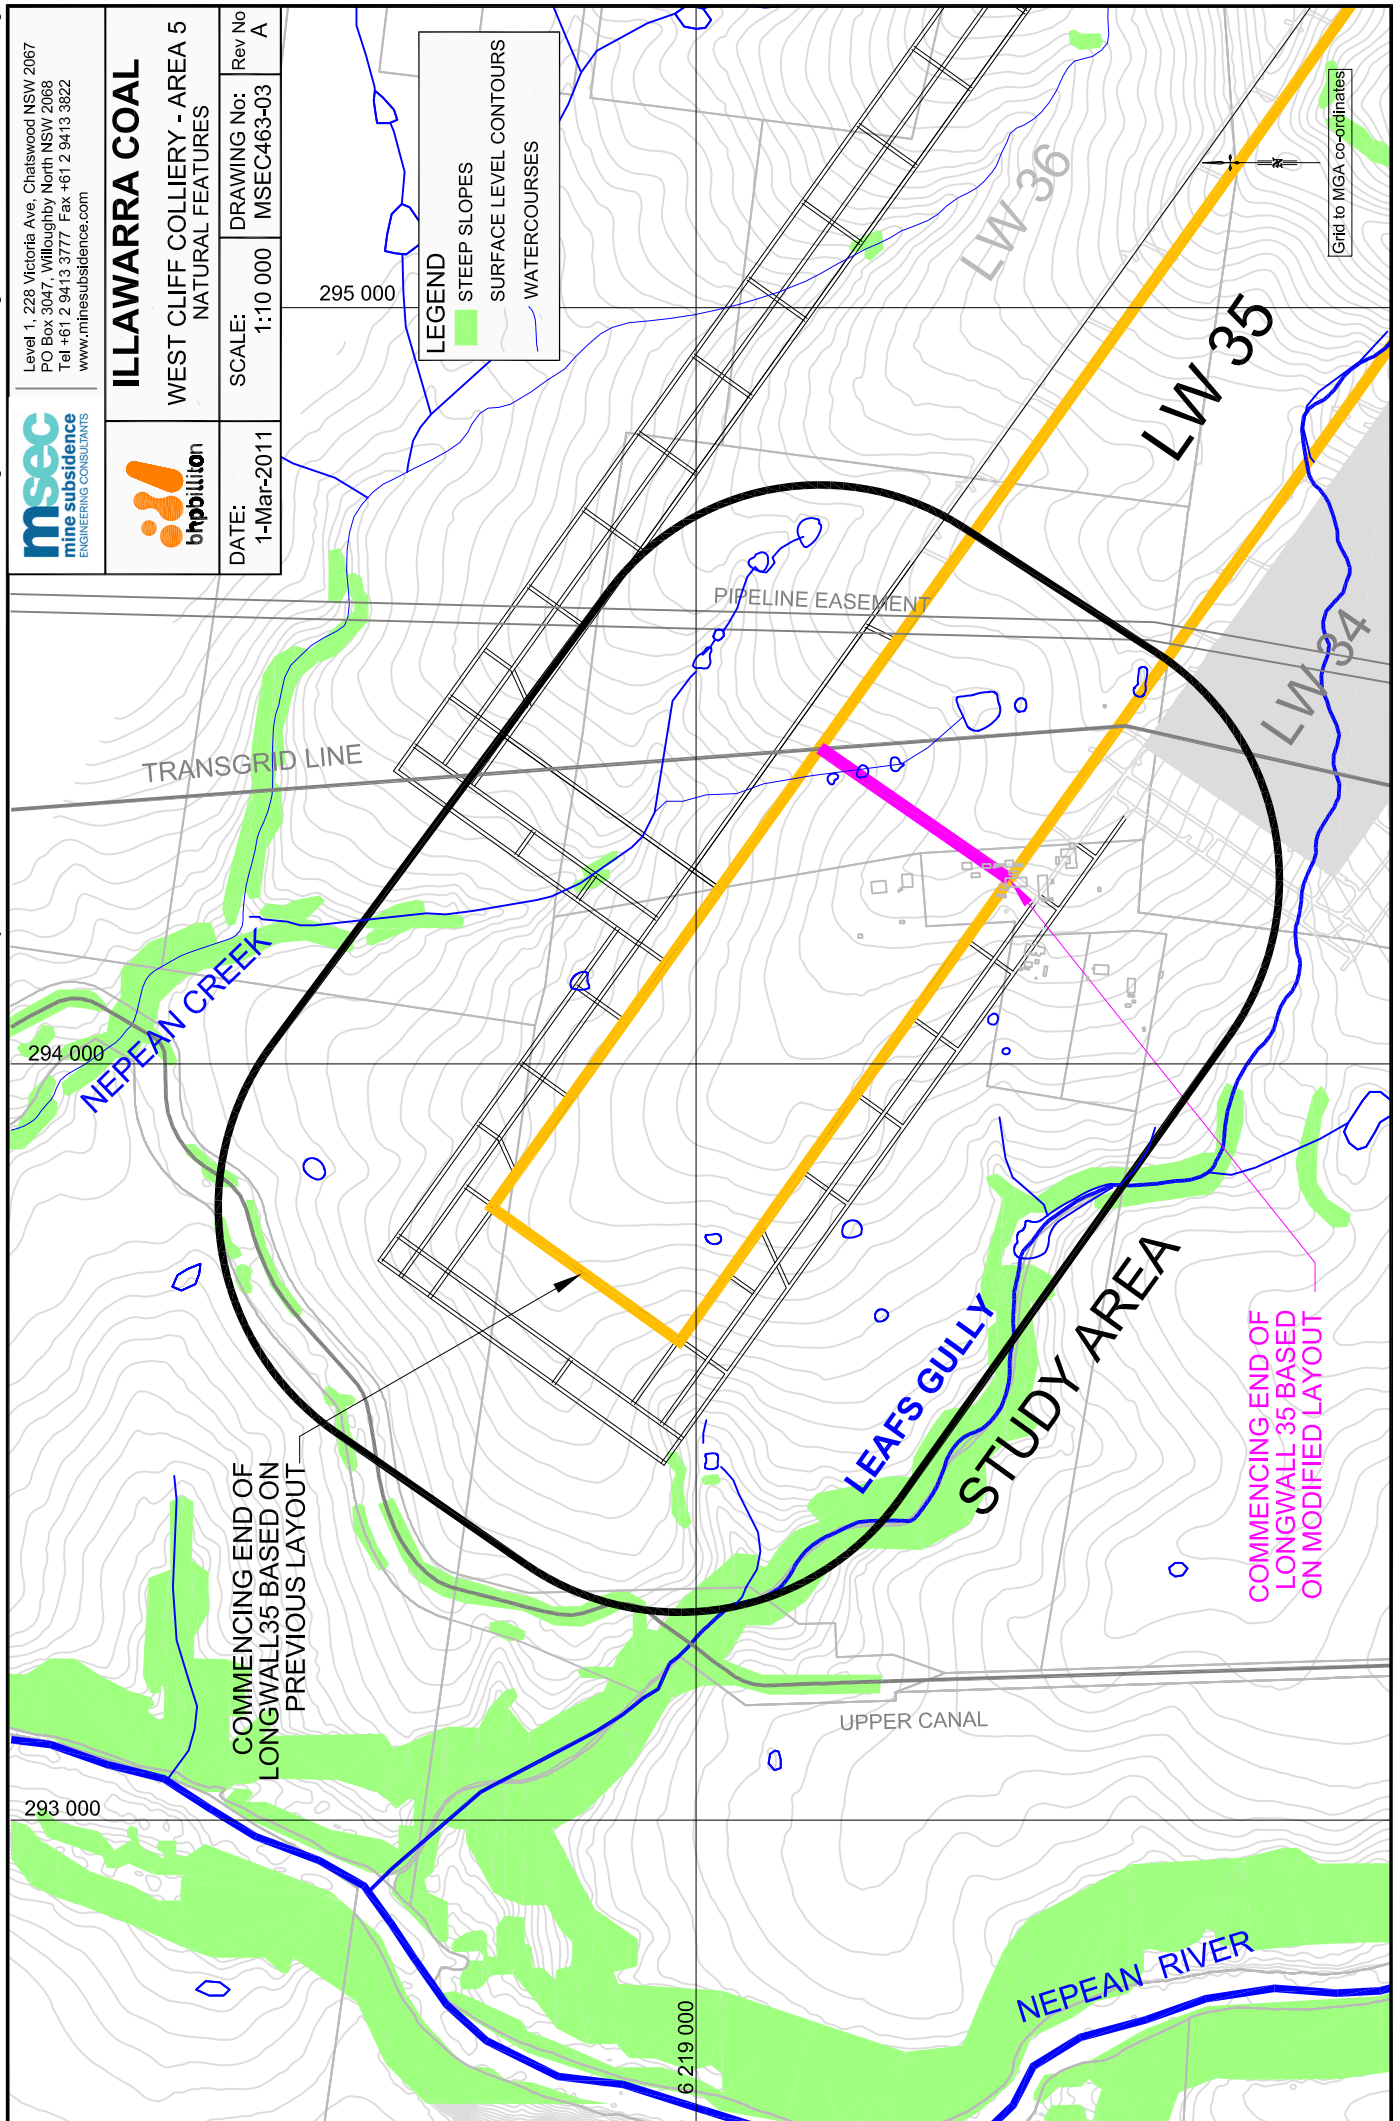 Level 1, 228 Victoria Ave, Chatswood NSW 2067
PO Box 3047, Willoughby North NSW 2068
Tel +61 2 9413 3777 Fax +61 2 9413 3822
www.minesubsidence.com
msec
mine subsidence
ENGINEERING CONSULTANTS
bhpbilliton
ILLAWARRA COAL
WEST CLIFF COLLIERY - AREA 5
NATURAL FEATURES
DATE:
1-Mar-2011
SCALE:
1:10 000
DRAWING No:
MSEC463-03
Rev No
A
LEGEND
STEEP SLOPES
SURFACE LEVEL CONTOURS
WATERCOURSES
295 000
294 000
293 000
6 219 000
LW 36
LW 35
LW 34
Grid to MGA co-ordinates
N
PIPELINE EASEMENT
TRANSGRID LINE
NEPEAN CREEK
LEAFS GULLY
STUDY AREA
COMMENCING END OF
LONGWALL35 BASED ON
PREVIOUS LAYOUT
COMMENCING END OF
LONGWALL 35 BASED
ON MODIFIED LAYOUT
UPPER CANAL
NEPEAN RIVER